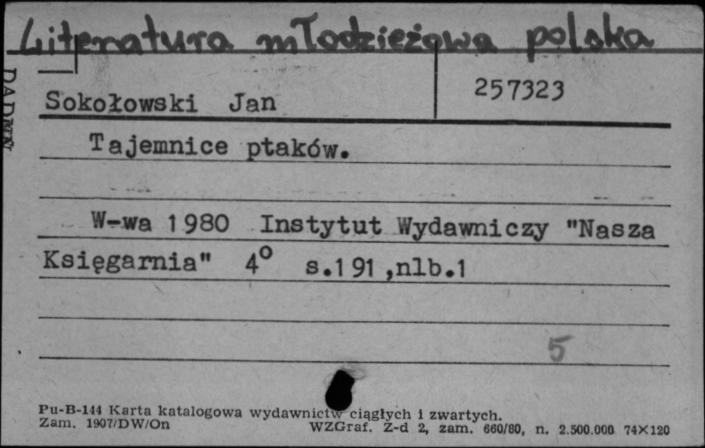 Literatura młodzieżowa polska
257323
Sokołowski Jan
Tajemnice ptaków.
W-wa 1980 Instytut Wydawniczy "Nasza
Księgarnia" 4° s.191,nlb.1
5
Pu-B-144 Karta katalogowa wydawnictw ciągłych i zwartych.
Zam. 1907/DW/On WZGraf. Z-d 2, zam. 660/80, n. 2.500.000 74X120